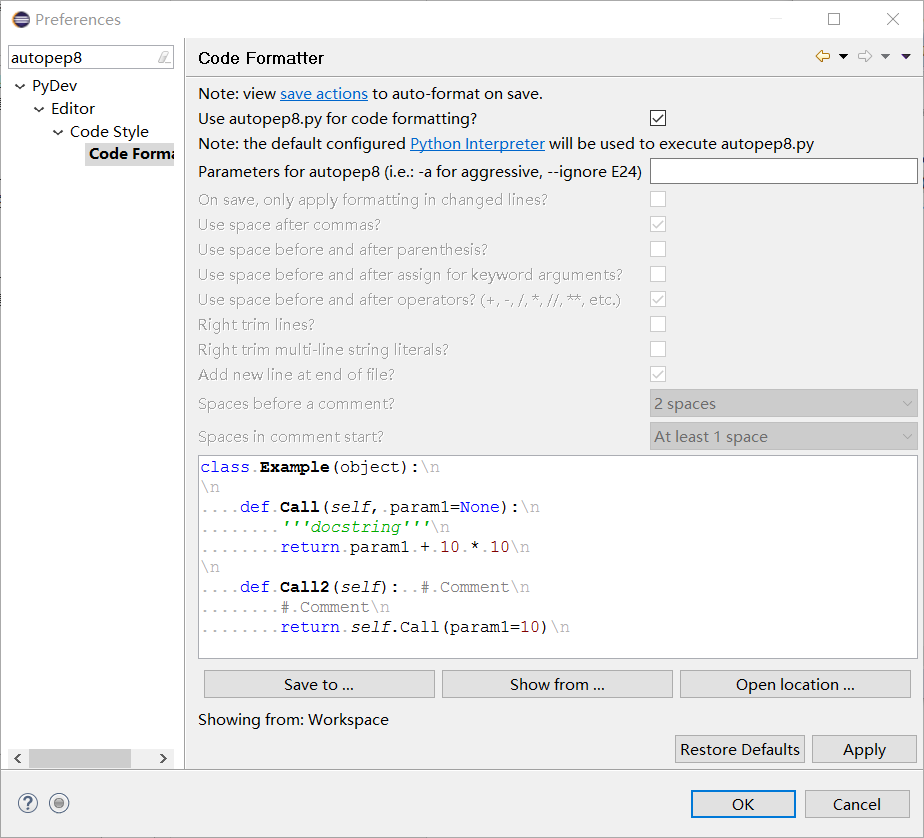 Preferences
autopep8
PyDev
Editor
Code Style
Code Forma
Code Formatter
Note: view save actions to auto-format on save.
Use autopep8.py for code formatting?
Note: the default configured Python Interpreter will be used to execute autopep8.py
Parameters for autopep8 (i.e.: -a for aggressive, --ignore E24)
On save, only apply formatting in changed lines?
Use space after commas?
Use space before and after parenthesis?
Use space before and after assign for keyword arguments?
Use space before and after operators? (+, -, /, *, //, **, etc.)
Right trim lines?
Right trim multi-line string literals?
Add new line at end of file?
Spaces before a comment? 2 spaces
Spaces in comment start? At least 1 space
class.Example(object):\n
\n
....def.Call(self,.param1=None):\n
........'''docstring'''\n
........return.param1.+.10.*.10\n
\n
....def.Call2(self):..#.Comment\n
........#.Comment\n
........return.self.Call(param1=10)\n
Save to ... Show from ... Open location ...
Showing from: Workspace
Restore Defaults Apply
? OK Cancel